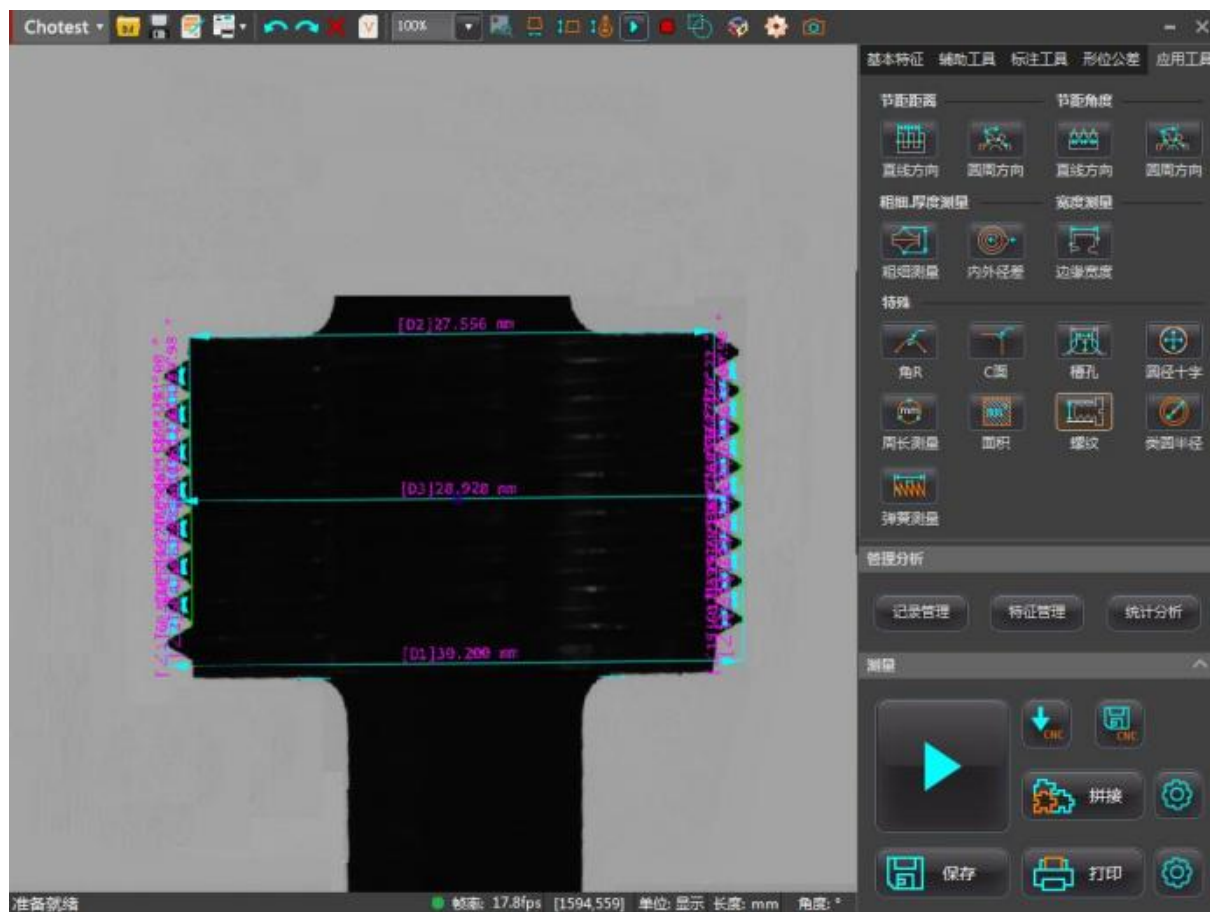 Chotest
100%
基本特征 辅助工具 标注工具 形位公差 应用工具
节距距离 节距角度
直线方向 圆周方向 直线方向 圆周方向
粗细.厚度测量 宽度测量
粗细测量 内外径差 边缘宽度
特殊
角R C面 槽孔 圆径十字
mm
周长测量 面积 螺纹 类圆半径
弹簧测量
[D2]27.556 mm
[D3]28.928 mm
[D1]30.200 mm
管理分析
记录管理 特征管理 统计分析
测量
CNC CNC
拼接
保存 打印
准备就绪 帧率: 17.8fps [1594,559] 单位: 显示 长度: mm 角度: °